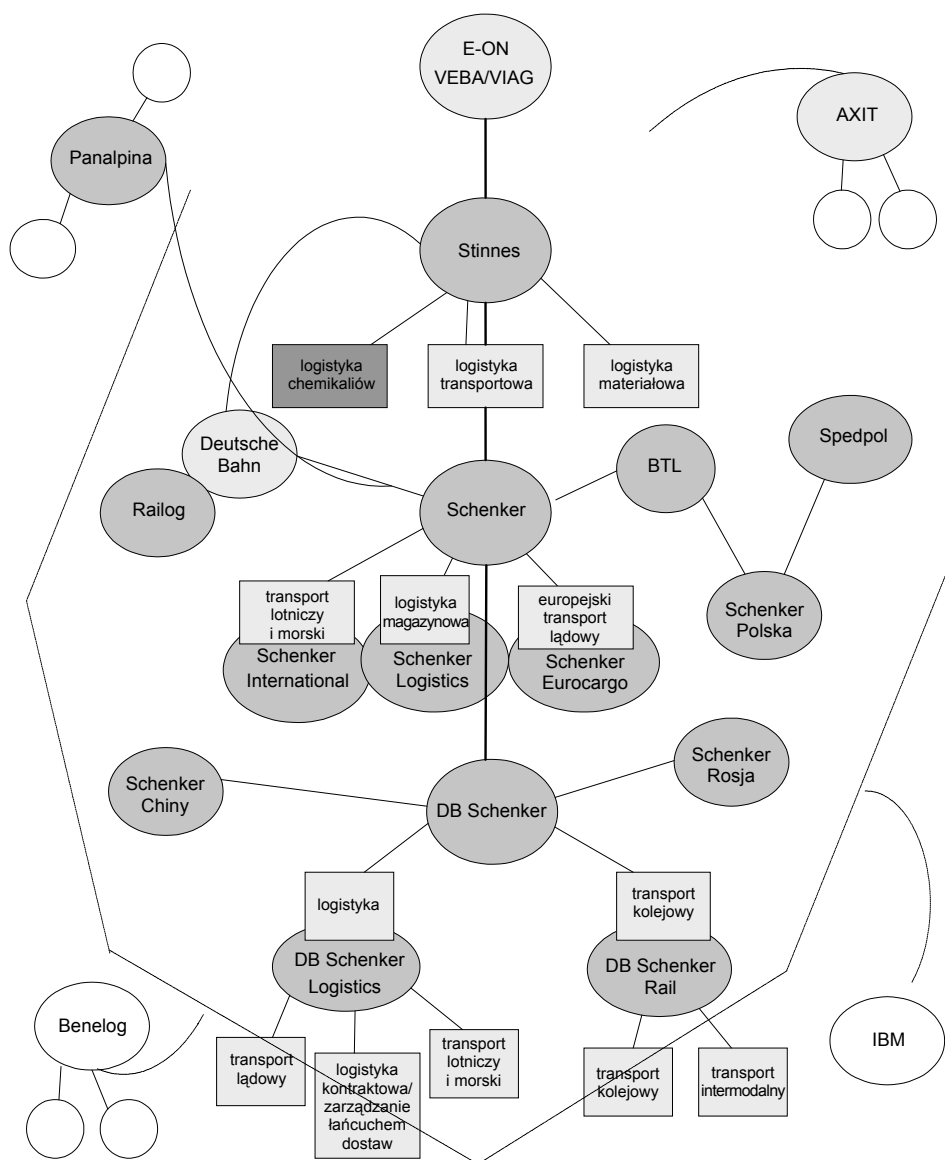 E-ON
VEBA/VIAG
AXIT
Panalpina
Stinnes
logistyka
chemikaliów
logistyka
transportowa
logistyka
materiałowa
Deutsche
Bahn
Railog
Schenker
BTL
Spedpol
Schenker
Polska
transport
lotniczy
i morski
Schenker
International
logistyka
magazynowa
Schenker
Logistics
europejski
transport
lądowy
Schenker
Eurocargo
Schenker
Chiny
DB Schenker
Schenker
Rosja
logistyka
DB Schenker
Logistics
transport
kolejowy
DB Schenker
Rail
Benelog
transport
lądowy
logistyka
kontraktowa/
zarządzanie
łańcuchem
dostaw
transport
lotniczy
i morski
transport
kolejowy
transport
intermodalny
IBM